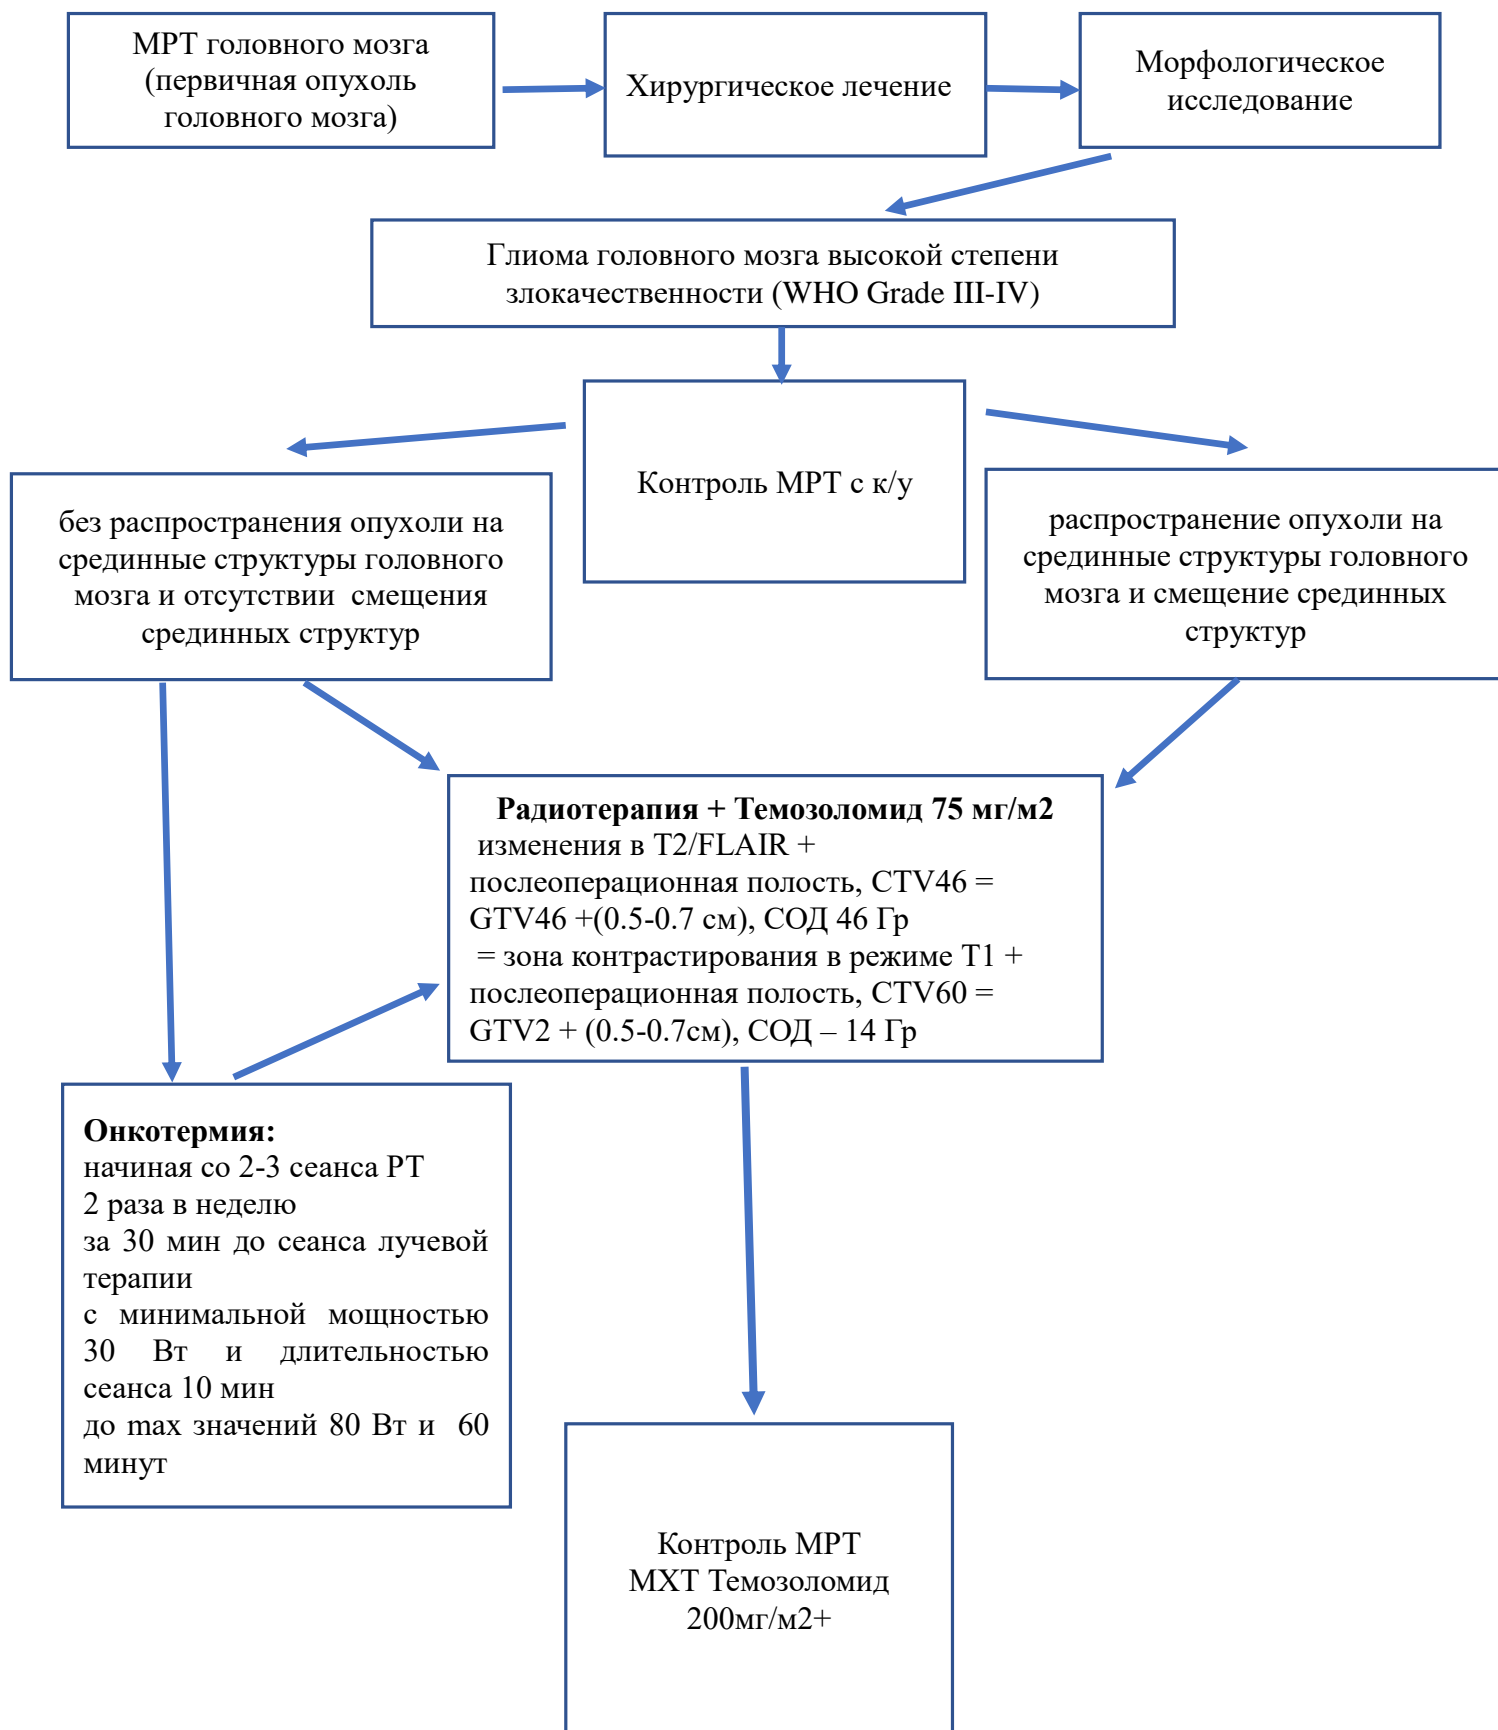 МРТ головного мозга
(первичная опухоль
головного мозга)
Хирургическое лечение
Морфологическое
исследование
Глиома головного мозга высокой степени
злокачественности (WHO Grade III-IV)
Контроль МРТ с к/у
без распространения опухоли на
срединные структуры головного
мозга и отсутствии  смещения
срединных структур
распространение опухоли на
срединные структуры головного
мозга и смещение срединных
структур
Радиотерапия + Темозоломид 75 мг/м2
изменения в T2/FLAIR +
послеоперационная полость, CTV46 =
GTV46 +(0.5-0.7 см), СОД 46 Гр
= зона контрастирования в режиме T1 +
послеоперационная полость, CTV60 =
GTV2 + (0.5-0.7см), СОД – 14 Гр
Онкотермия:
начиная со 2-3 сеанса РТ
2 раза в неделю
за 30 мин до сеанса лучевой
терапии
с минимальной мощностью
30 Вт и длительностью
сеанса 10 мин
до max значений 80 Вт и  60
минут
Контроль МРТ
МХТ Темозоломид
200мг/м2+